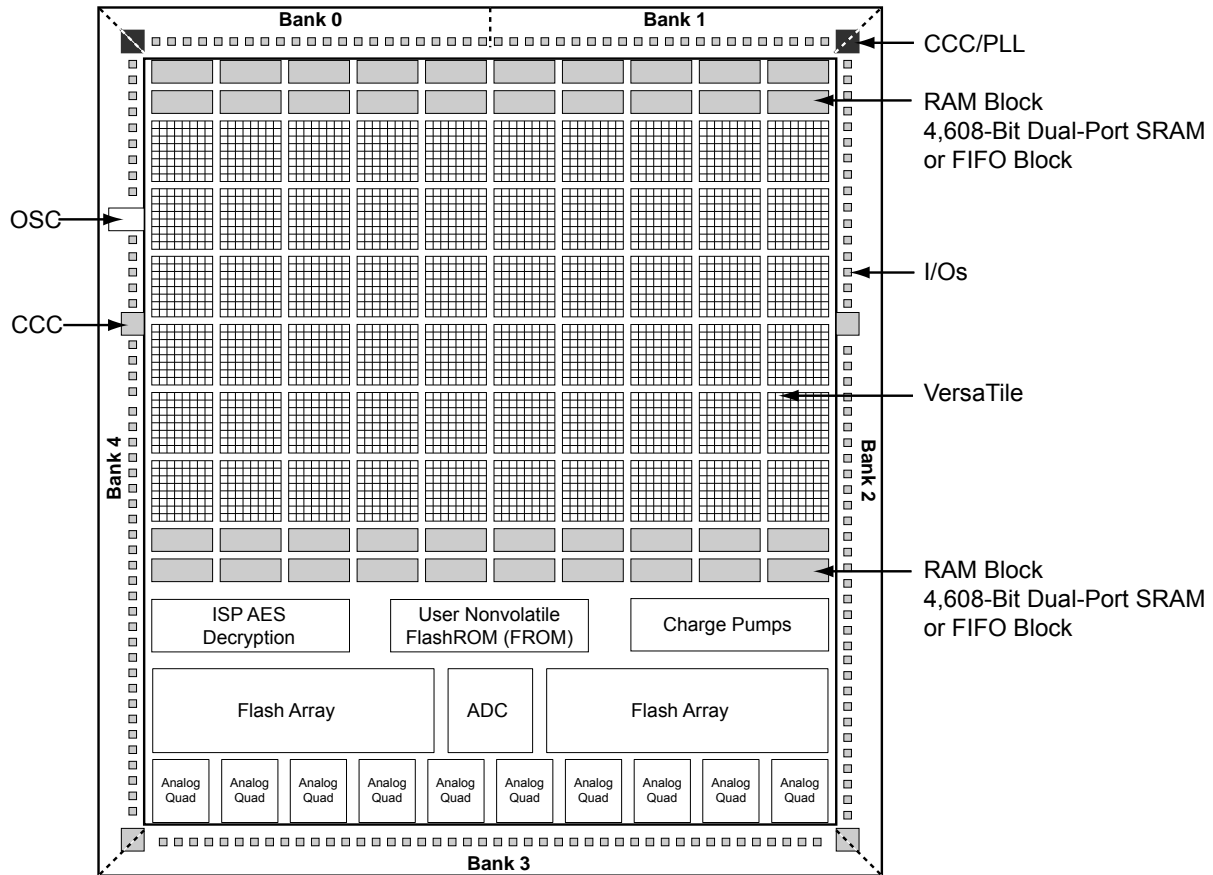 Bank 0
Bank 1
CCC/PLL
RAM Block
4,608-Bit Dual-Port SRAM
or FIFO Block
OSC
I/Os
CCC
VersaTile
Bank 4
Bank 2
RAM Block
4,608-Bit Dual-Port SRAM
or FIFO Block
ISP AES
Decryption
User Nonvolatile
FlashROM (FROM)
Charge Pumps
Flash Array
ADC
Flash Array
Analog
Quad
Analog
Quad
Analog
Quad
Analog
Quad
Analog
Quad
Analog
Quad
Analog
Quad
Analog
Quad
Analog
Quad
Analog
Quad
Bank 3